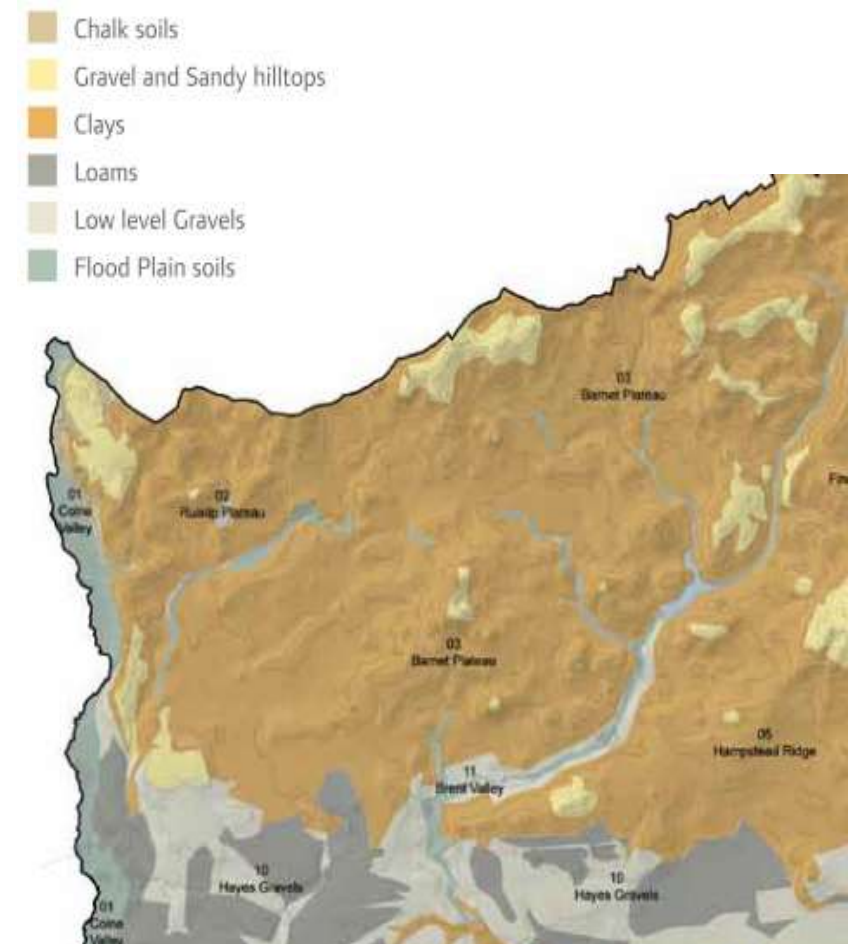 Chalk soils
Gravel and Sandy hilltops
Clays
Loams
Low level Gravels
Flood Plain soils
03
Barnet Plateau
01
Colne
Valley
02
Ruislip Plateau
03
Barnet Plateau
05
Hampstead Ridge
11
Brent Valley
10
Hayes Gravels
10
Hayes Gravels
01
Colne
Valley